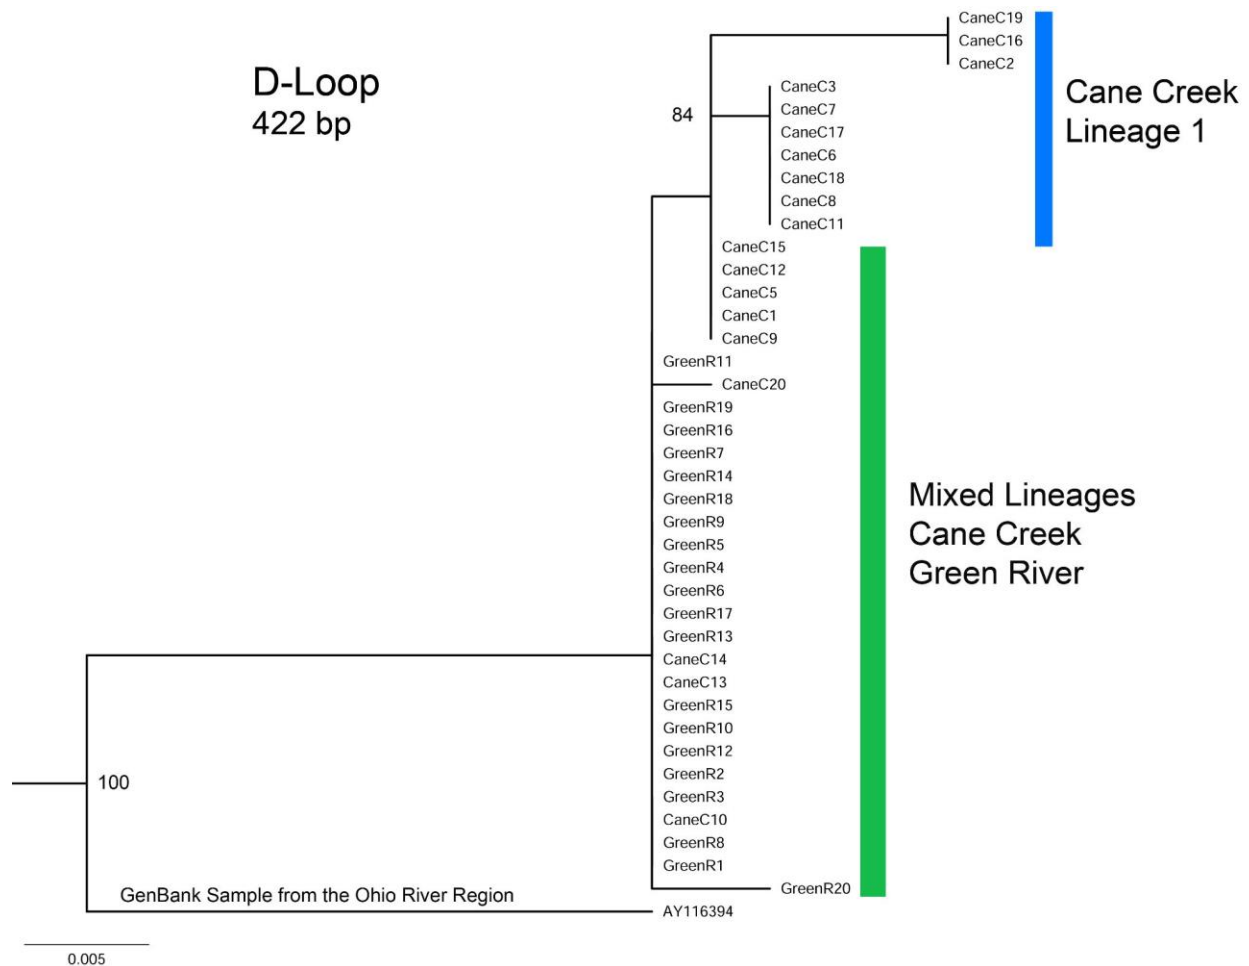 D-Loop
422 bp
CaneC19
CaneC16
CaneC2
CaneC3
84
CaneC7
CaneC17
CaneC6
CaneC18
CaneC8
CaneC11
Cane Creek
Lineage 1
CaneC15
CaneC12
CaneC5
CaneC1
CaneC9
GreenR11
CaneC20
GreenR19
GreenR16
GreenR7
GreenR14
GreenR18
GreenR9
GreenR5
GreenR4
GreenR6
GreenR17
GreenR13
CaneC14
CaneC13
GreenR15
GreenR10
GreenR12
GreenR2
GreenR3
CaneC10
GreenR8
GreenR1
GreenR20
Mixed Lineages
Cane Creek
Green River
100
GenBank Sample from the Ohio River Region
AY116394
0.005